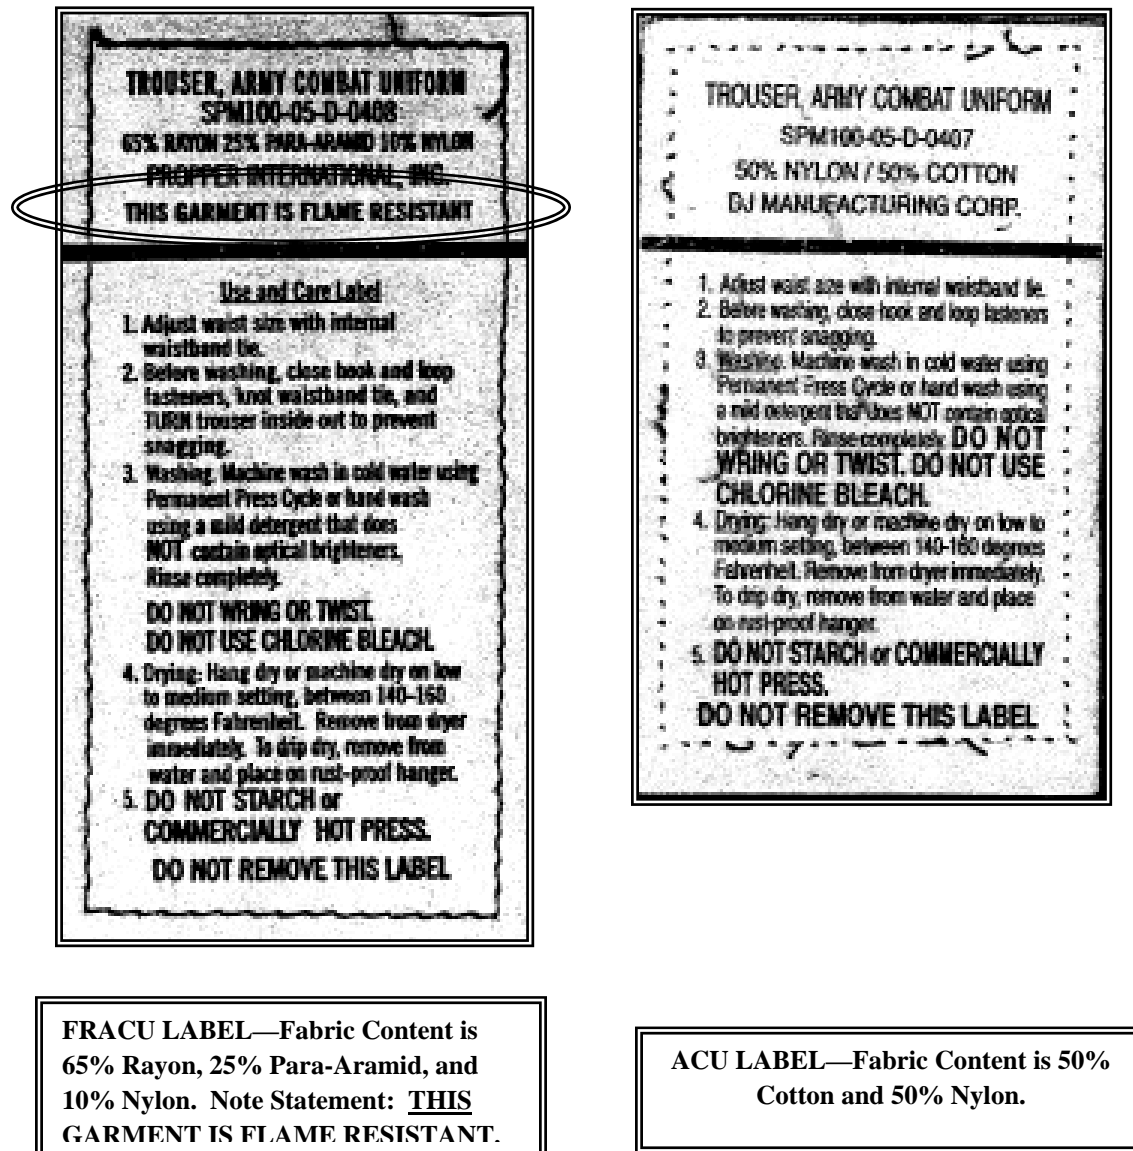 TROUSER, ARMY COMBAT UNIFORM
SPM100-05-D-0408
65% RAYON 25% PARA-ARAMID 10% NYLON
PROPPER INTERNATIONAL, INC.
THIS GARMENT IS FLAME RESISTANT
Use and Care Label
1. Adjust waist size with internal
waistband tie.
2. Before washing, close hook and loop
fasteners, knot waistband tie, and
TURN trouser inside out to prevent
snagging.
3. Washing: Machine wash in cold water using
Permanent Press Cycle or hand wash
using a mild detergent that does
NOT contain optical brighteners.
Rinse completely.
DO NOT WRING OR TWIST.
DO NOT USE CHLORINE BLEACH.
4. Drying: Hang dry or machine dry on low
to medium setting, between 140-160
degrees Fahrenheit. Remove from dryer
immediately. To drip dry, remove from
water and place on rust-proof hanger.
5. DO NOT STARCH or
COMMERCIALLY HOT PRESS.
DO NOT REMOVE THIS LABEL
TROUSER, ARMY COMBAT UNIFORM
SPM100-05-D-0407
50% NYLON / 50% COTTON
DJ MANUFACTURING CORP.
1. Adjust waist size with internal waistband tie.
2. Before washing, close hook and loop fasteners
to prevent snagging.
3. Washing: Machine wash in cold water using
Permanent Press Cycle or hand wash using
a mild detergent that does NOT contain optical
brighteners. Rinse completely. DO NOT
WRING OR TWIST. DO NOT USE
CHLORINE BLEACH.
4. Drying: Hang dry or machine dry on low to
medium setting, between 140-160 degrees
Fahrenheit. Remove from dryer immediately.
To drip dry, remove from water and place
on rust-proof hanger.
5. DO NOT STARCH or COMMERCIALLY
HOT PRESS.
DO NOT REMOVE THIS LABEL
FRACU LABEL—Fabric Content is
65% Rayon, 25% Para-Aramid, and
10% Nylon. Note Statement: THIS
GARMENT IS FLAME RESISTANT.
ACU LABEL—Fabric Content is 50%
Cotton and 50% Nylon.